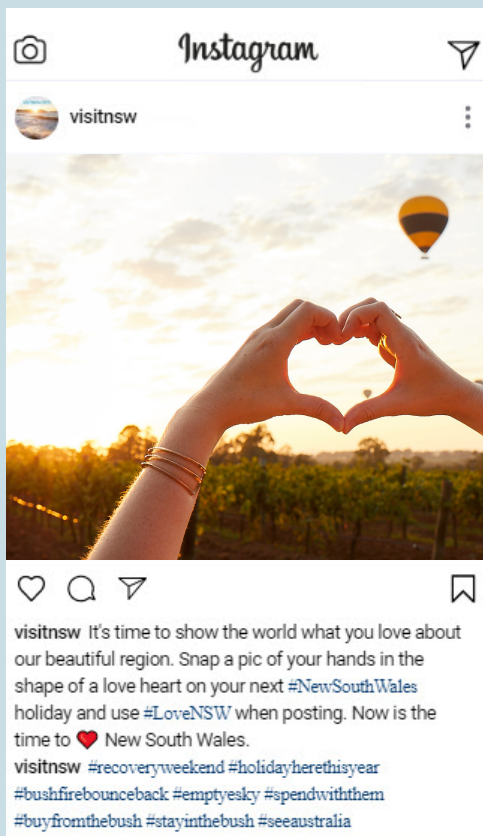 Instagram
visitnsw
visitnsw It's time to show the world what you love about
our beautiful region. Snap a pic of your hands in the
shape of a love heart on your next #NewSouthWales
holiday and use #LoveNSW when posting. Now is the
time to ❤️ New South Wales.
visitnsw #recoveryweekend #holidayherethisyear
#bushfirebounceback #emptyesky #spendwiththem
#buyfromthebush #stayinthebush #seeaustralia